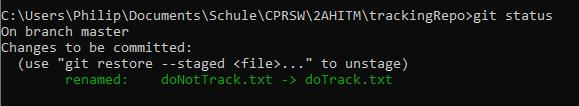 C:\Users\Philip\Documents\Schule\CPRSW\2AHITM\trackingRepo>git status
On branch master
Changes to be committed:
  (use "git restore --staged <file>..." to unstage)
        renamed:    doNotTrack.txt -> doTrack.txt